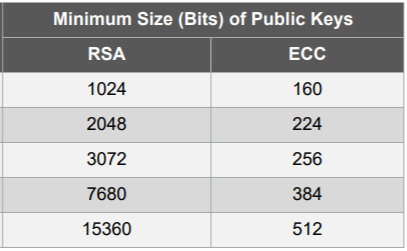 Minimum Size (Bits) of Public Keys
RSA ECC
1024 160
2048 224
3072 256
7680 384
15360 512